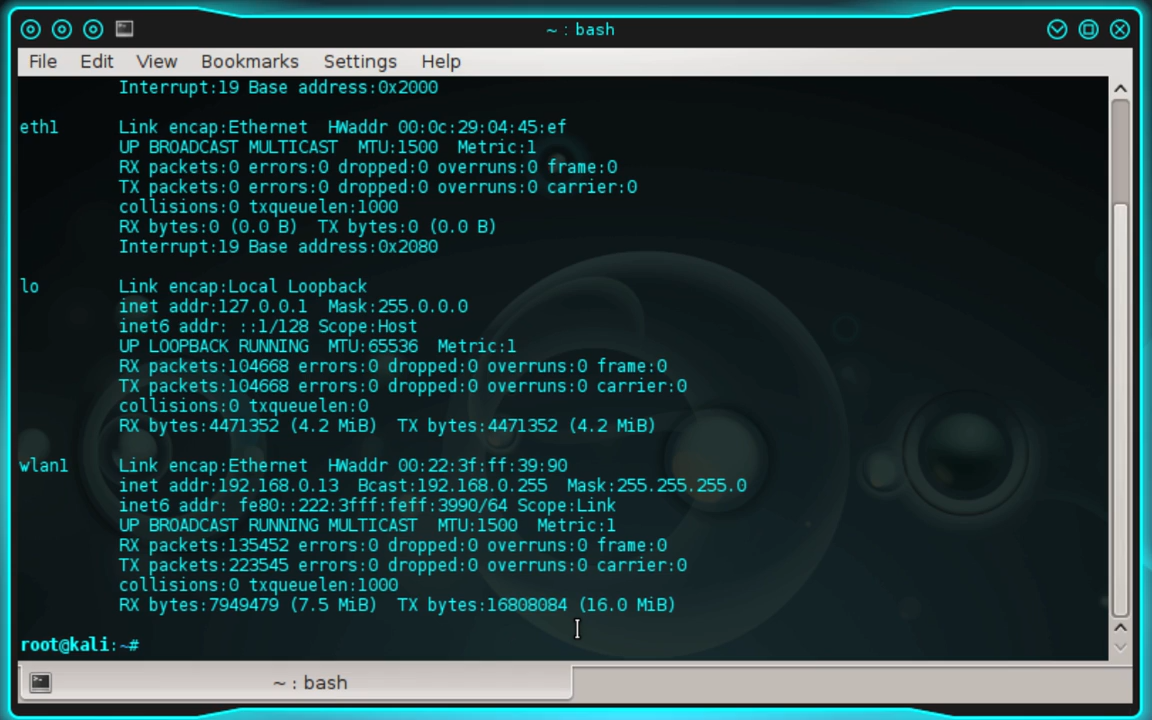 ~ : bash
File Edit View Bookmarks Settings Help
Interrupt:19 Base address:0x2000
eth1 Link encap:Ethernet HWaddr 00:0c:29:04:45:ef
UP BROADCAST MULTICAST MTU:1500 Metric:1
RX packets:0 errors:0 dropped:0 overruns:0 frame:0
TX packets:0 errors:0 dropped:0 overruns:0 carrier:0
collisions:0 txqueuelen:1000
RX bytes:0 (0.0 B) TX bytes:0 (0.0 B)
Interrupt:19 Base address:0x2080
lo Link encap:Local Loopback
inet addr:127.0.0.1 Mask:255.0.0.0
inet6 addr: ::1/128 Scope:Host
UP LOOPBACK RUNNING MTU:65536 Metric:1
RX packets:104668 errors:0 dropped:0 overruns:0 frame:0
TX packets:104668 errors:0 dropped:0 overruns:0 carrier:0
collisions:0 txqueuelen:0
RX bytes:4471352 (4.2 MiB) TX bytes:4471352 (4.2 MiB)
wlan1 Link encap:Ethernet HWaddr 00:22:3f:ff:39:90
inet addr:192.168.0.13 Bcast:192.168.0.255 Mask:255.255.255.0
inet6 addr: fe80::222:3fff:feff:3990/64 Scope:Link
UP BROADCAST RUNNING MULTICAST MTU:1500 Metric:1
RX packets:135452 errors:0 dropped:0 overruns:0 frame:0
TX packets:223545 errors:0 dropped:0 overruns:0 carrier:0
collisions:0 txqueuelen:1000
RX bytes:7949479 (7.5 MiB) TX bytes:16808084 (16.0 MiB)
root@kali:~#
~ : bash